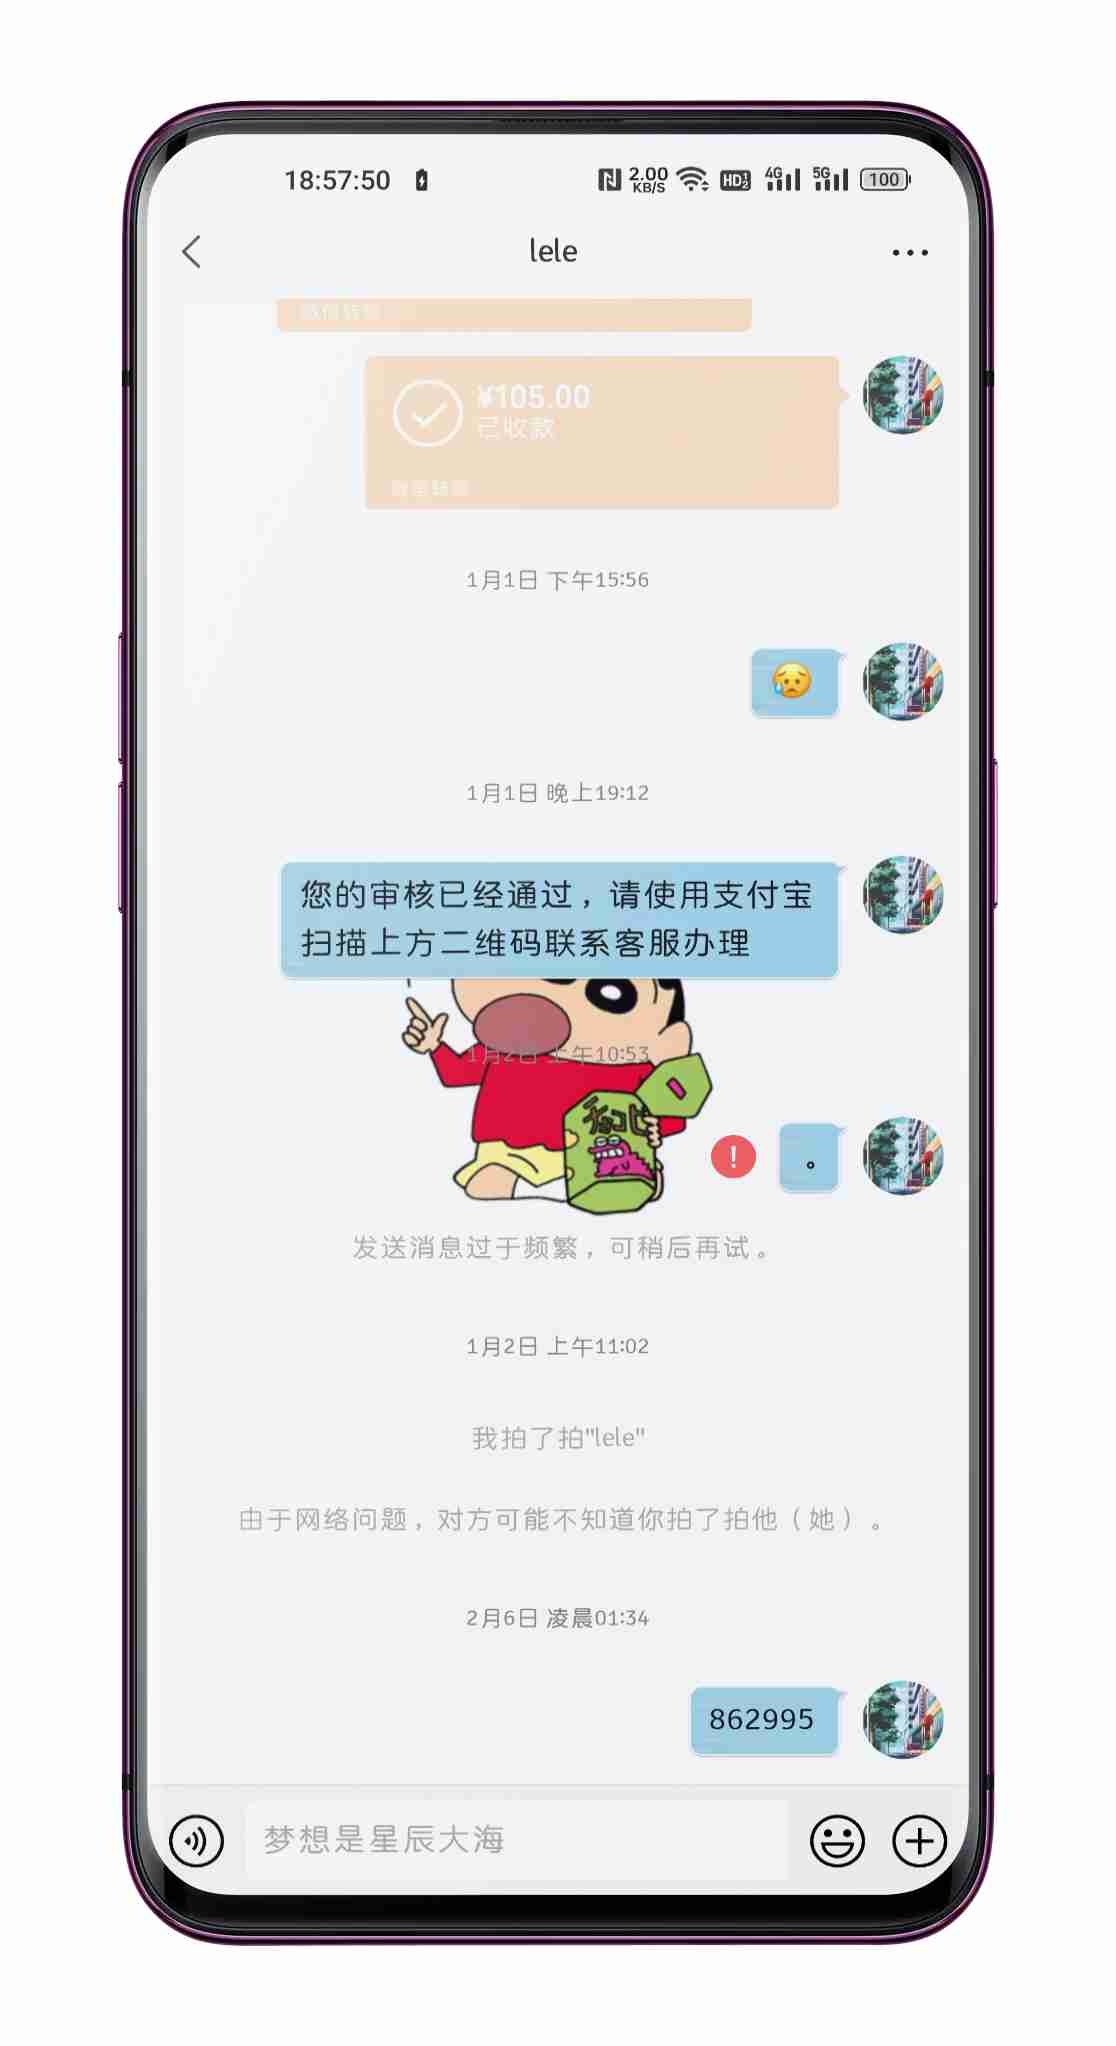 18:57:50
2.00
KB/S
HD 1 2
4G
5G
100
lele
微信转账
¥105.00
已收款
微信转账
1月1日 下午15:56
1月1日 晚上19:12
您的审核已经通过，请使用支付宝
扫描上方二维码联系客服办理
1月2日 上午10:53
チョコビ
。
发送消息过于频繁，可稍后再试。
1月2日 上午11:02
我拍了拍"lele"
由于网络问题，对方可能不知道你拍了拍他（她）。
2月6日 凌晨01:34
862995
梦想是星辰大海